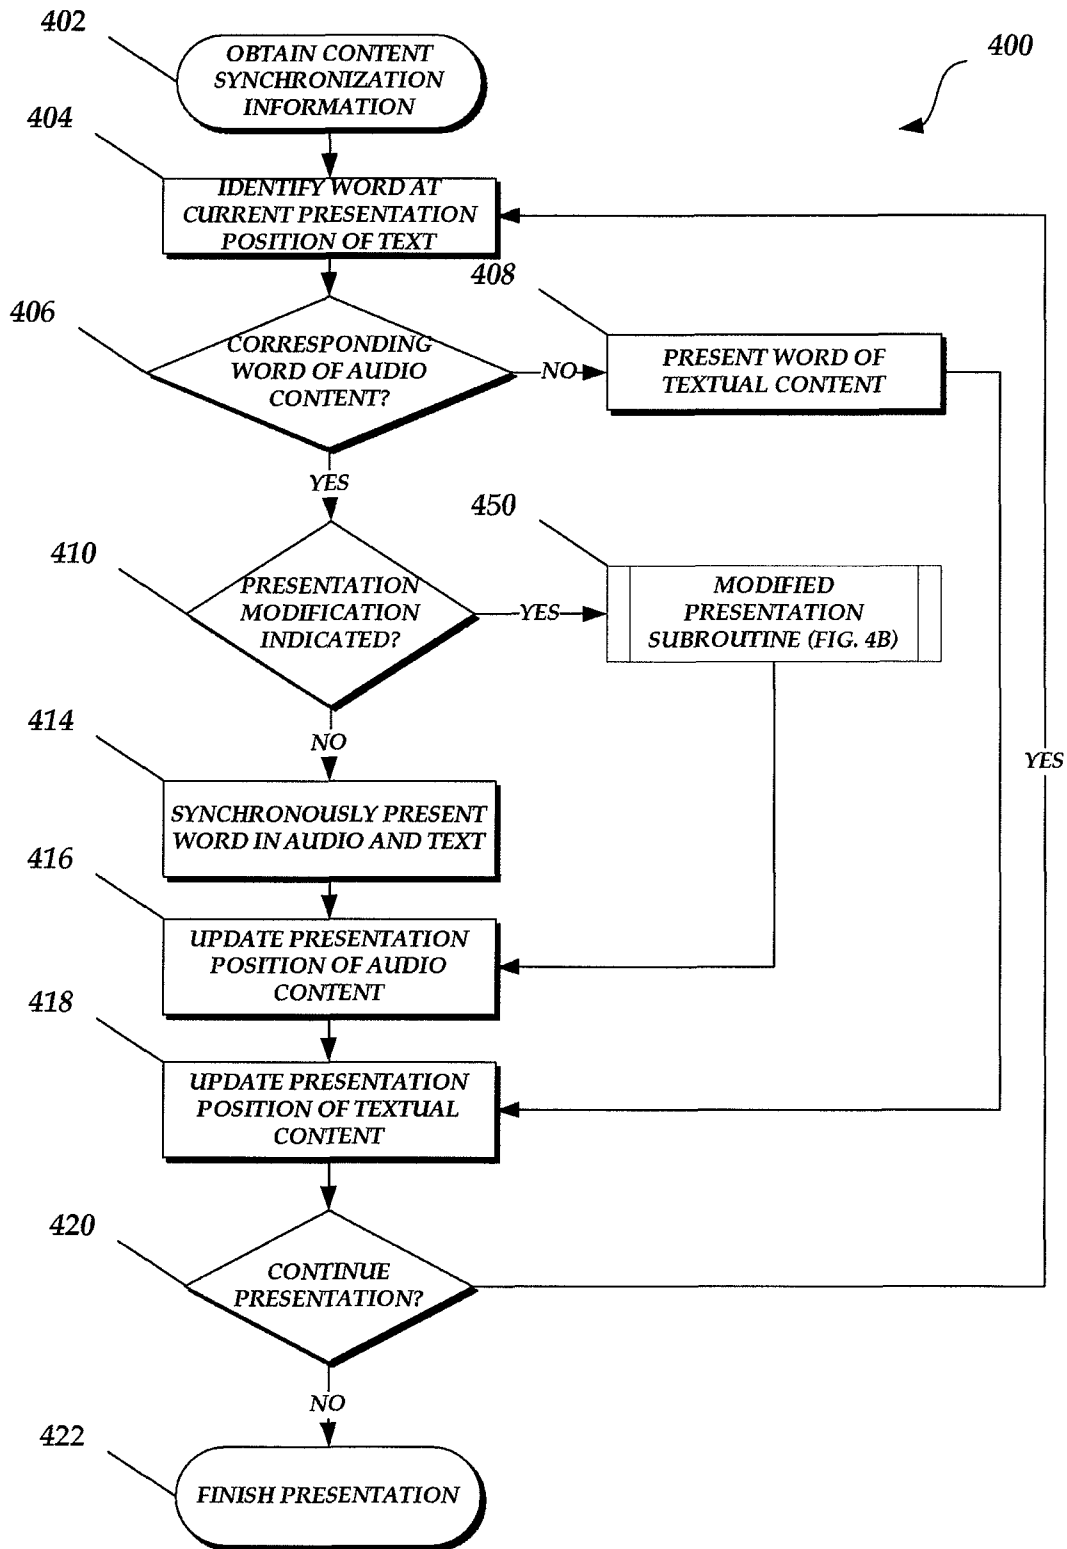 402
OBTAIN CONTENT
SYNCHRONIZATION
INFORMATION
400
404
IDENTIFY WORD AT
CURRENT PRESENTATION
POSITION OF TEXT
406
CORRESPONDING
WORD OF AUDIO
CONTENT?
NO
408
PRESENT WORD OF
TEXTUAL CONTENT
YES
410
PRESENTATION
MODIFICATION
INDICATED?
YES
450
MODIFIED
PRESENTATION
SUBROUTINE (FIG. 4B)
NO
414
SYNCHRONOUSLY PRESENT
WORD IN AUDIO AND TEXT
416
UPDATE PRESENTATION
POSITION OF AUDIO
CONTENT
418
UPDATE PRESENTATION
POSITION OF TEXTUAL
CONTENT
420
CONTINUE
PRESENTATION?
YES
NO
422
FINISH PRESENTATION